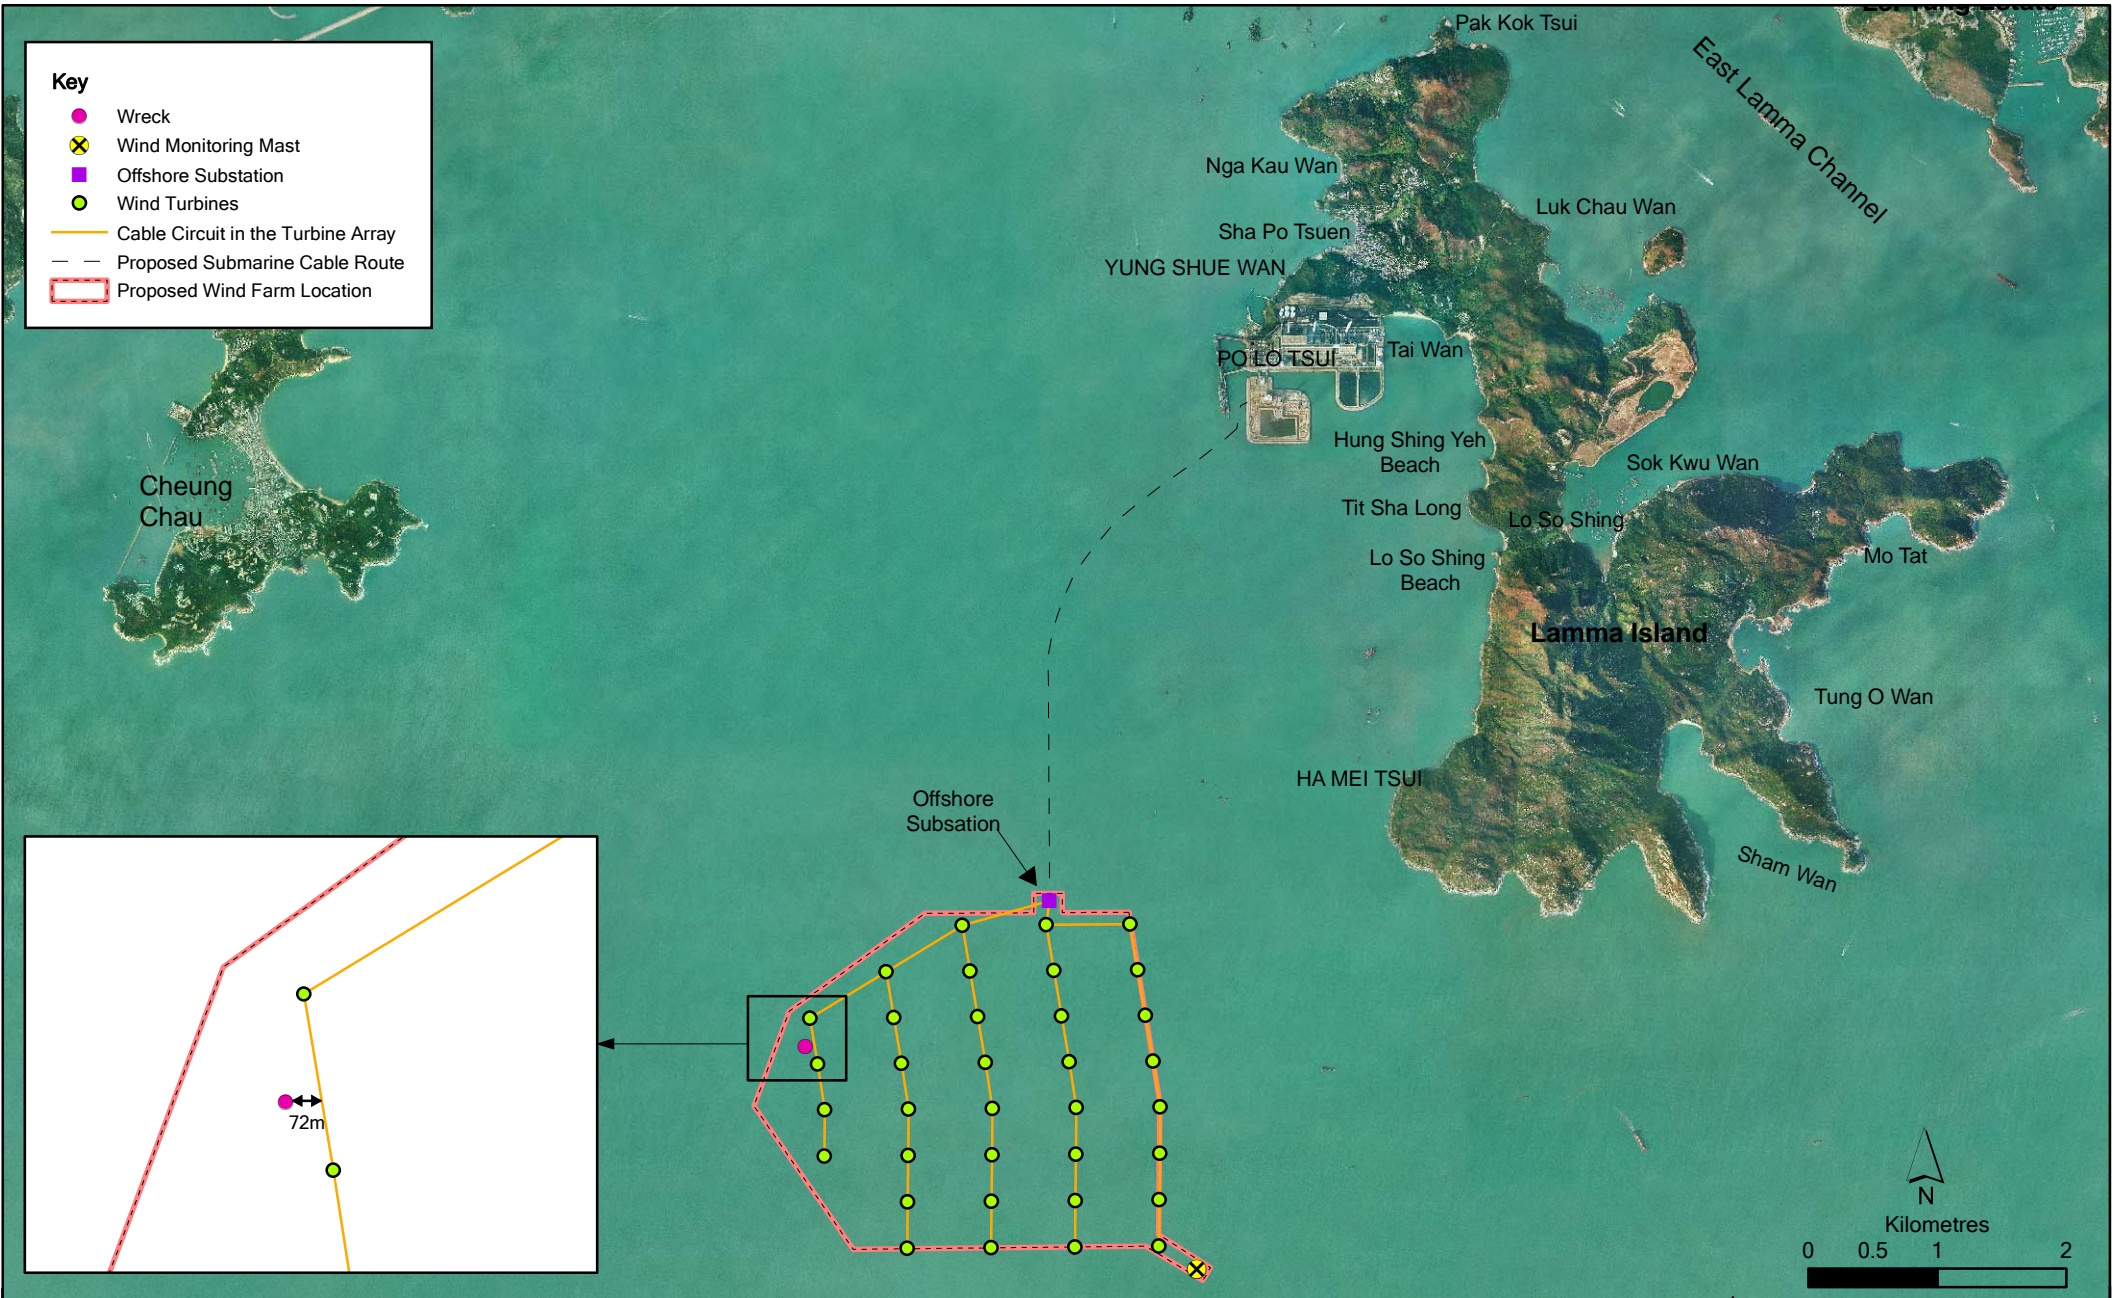 Lei Tung Estate
Pak Kok Tsui
East Lamma Channel
Key
Wreck
Wind Monitoring Mast
Offshore Substation
Wind Turbines
Cable Circuit in the Turbine Array
Proposed Submarine Cable Route
Proposed Wind Farm Location
Nga Kau Wan
Luk Chau Wan
Sha Po Tsuen
YUNG SHUE WAN
PO LO TSUI
Tai Wan
Hung Shing Yeh
Beach
Sok Kwu Wan
Cheung
Chau
Tit Sha Long
Lo So Shing
Lo So Shing
Beach
Mo Tat
Lamma Island
Tung O Wan
HA MEI TSUI
Offshore
Subsation
Sham Wan
72m
N
Kilometres
0 0.5 1 2